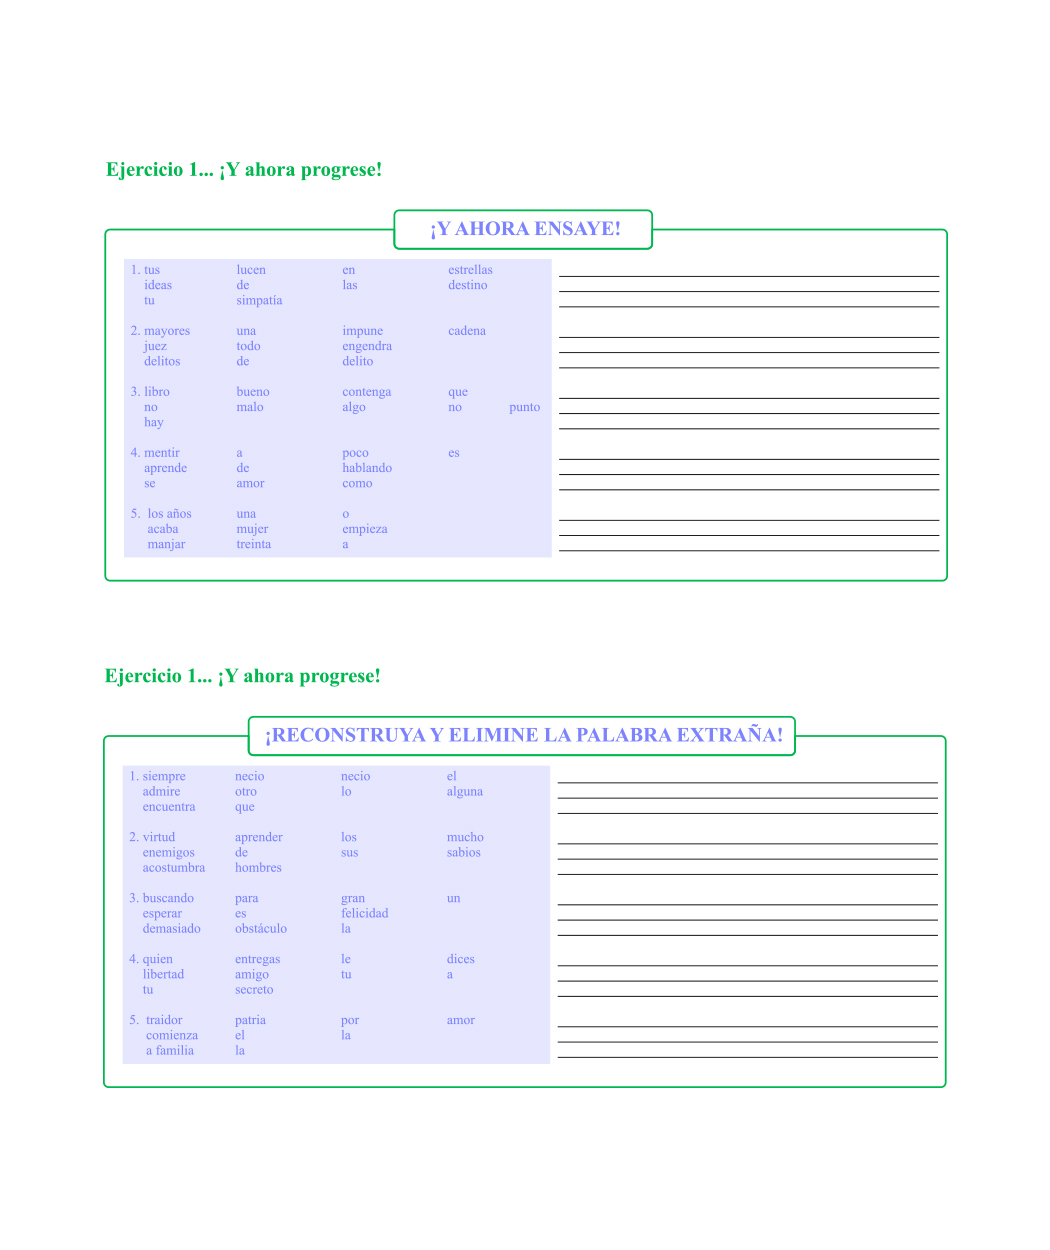 Ejercicio 1... ¡Y ahora progrese!
¡Y AHORA ENSAYE!
1. tus lucen en estrellas
ideas de las destino
tu simpatía
2. mayores una impune cadena
juez todo engendra
delitos de delito
3. libro bueno contenga que
no malo algo no punto
hay
4. mentir a poco es
aprende de hablando
se amor como
5. los años una o
acaba mujer empieza
manjar treinta a
Ejercicio 1... ¡Y ahora progrese!
¡RECONSTRUYA Y ELIMINE LA PALABRA EXTRAÑA!
1. siempre necio necio el
admire otro lo alguna
encuentra que
2. virtud aprender los mucho
enemigos de sus sabios
acostumbra hombres
3. buscando para gran un
esperar es felicidad
demasiado obstáculo la
4. quien entregas le dices
libertad amigo tu a
tu secreto
5. traidor patria por amor
comienza el la
a familia la